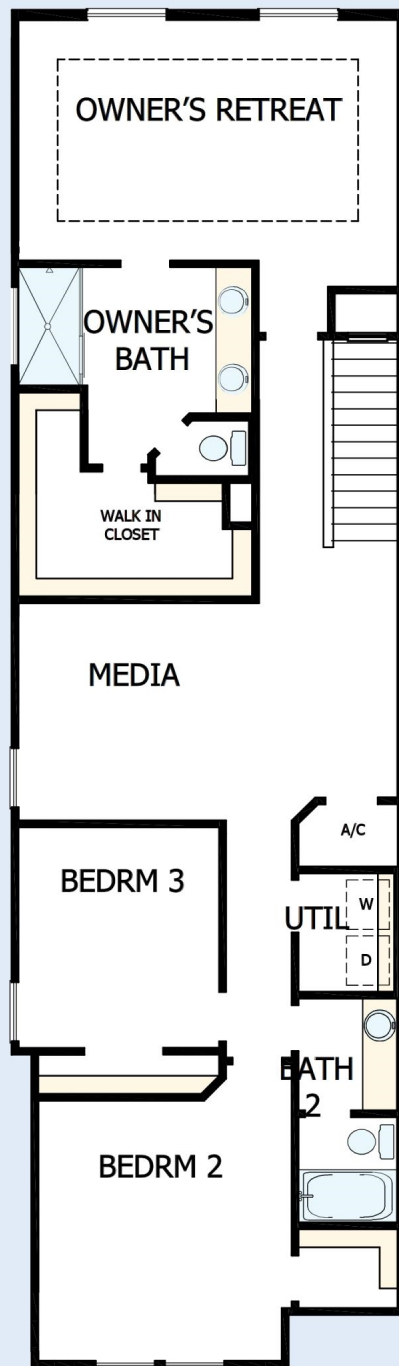 OWNER'S RETREAT
OWNER'S
BATH
WALK IN
CLOSET
MEDIA
A/C
BEDRM 3
UTIL
W
D
BATH
2
BEDRM 2